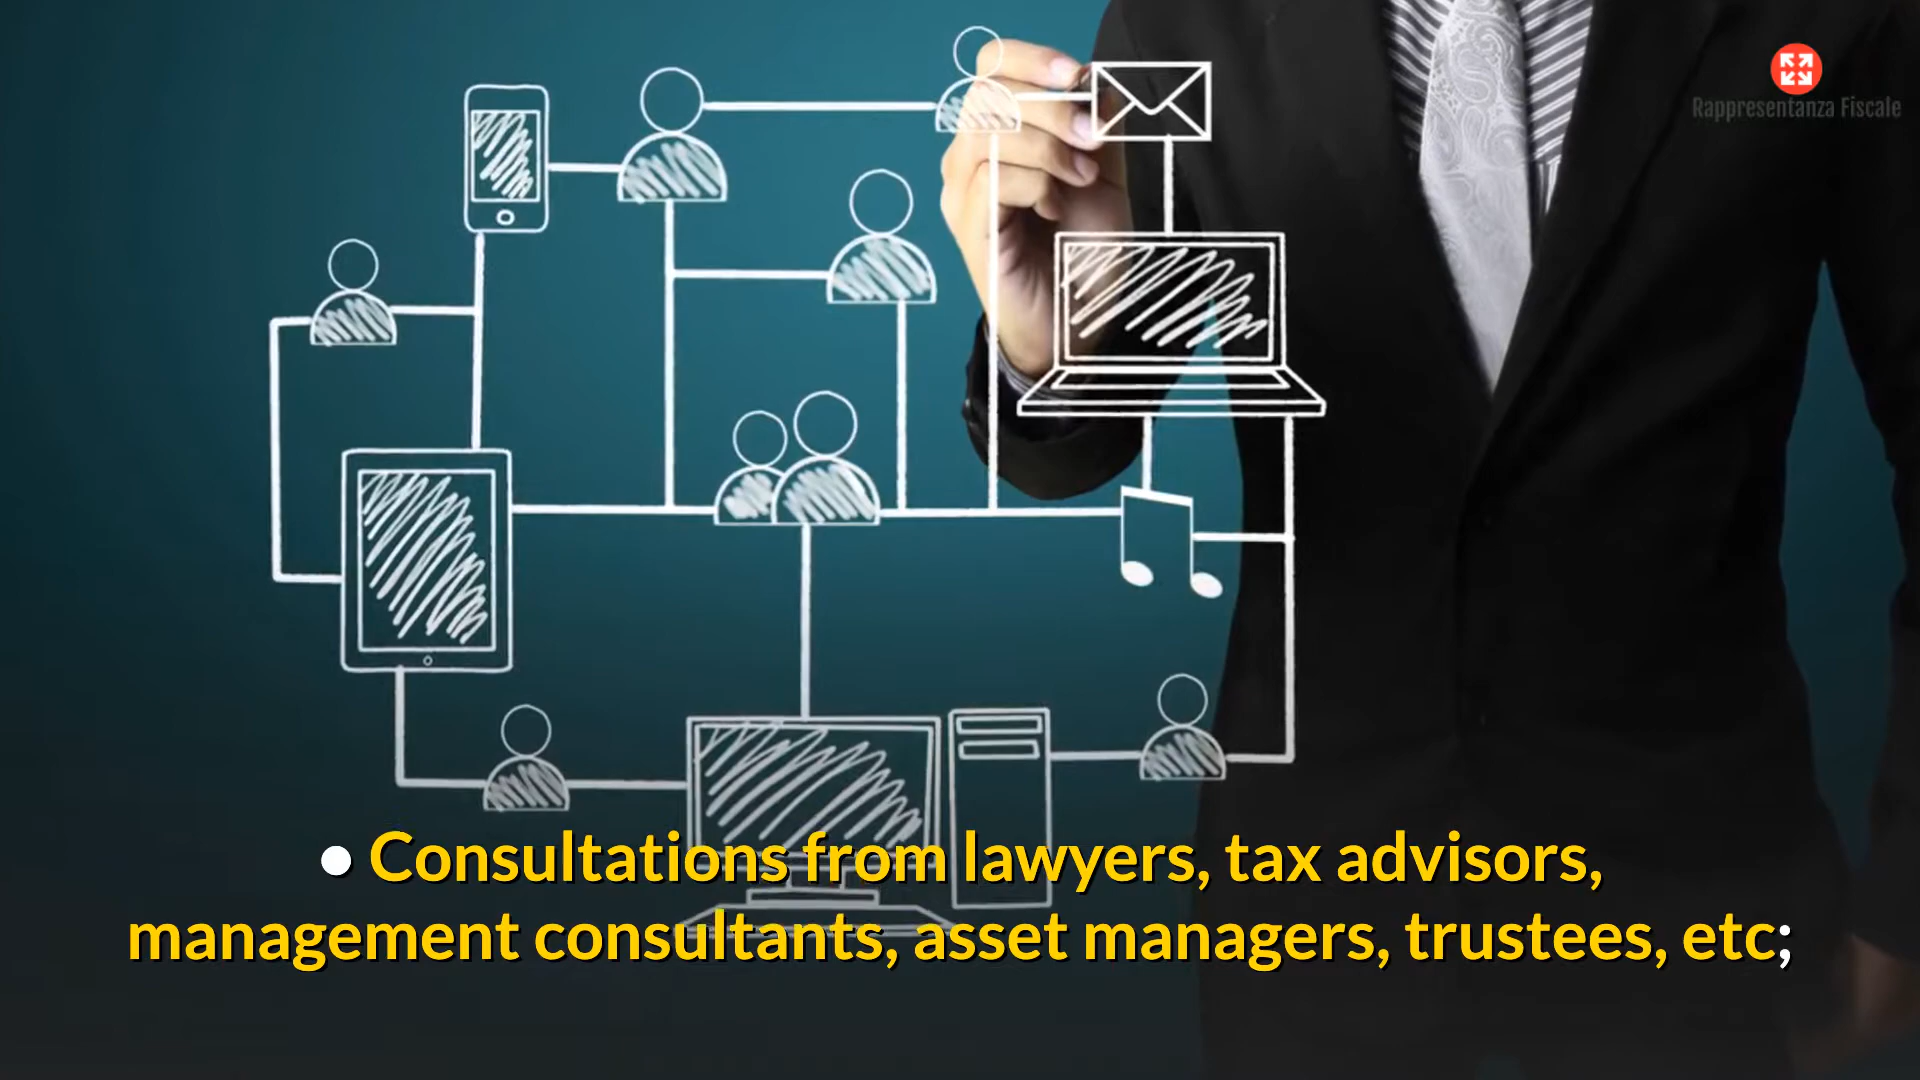 Rappresentanza Fiscale
• Consultations from lawyers, tax advisors,
management consultants, asset managers, trustees, etc;